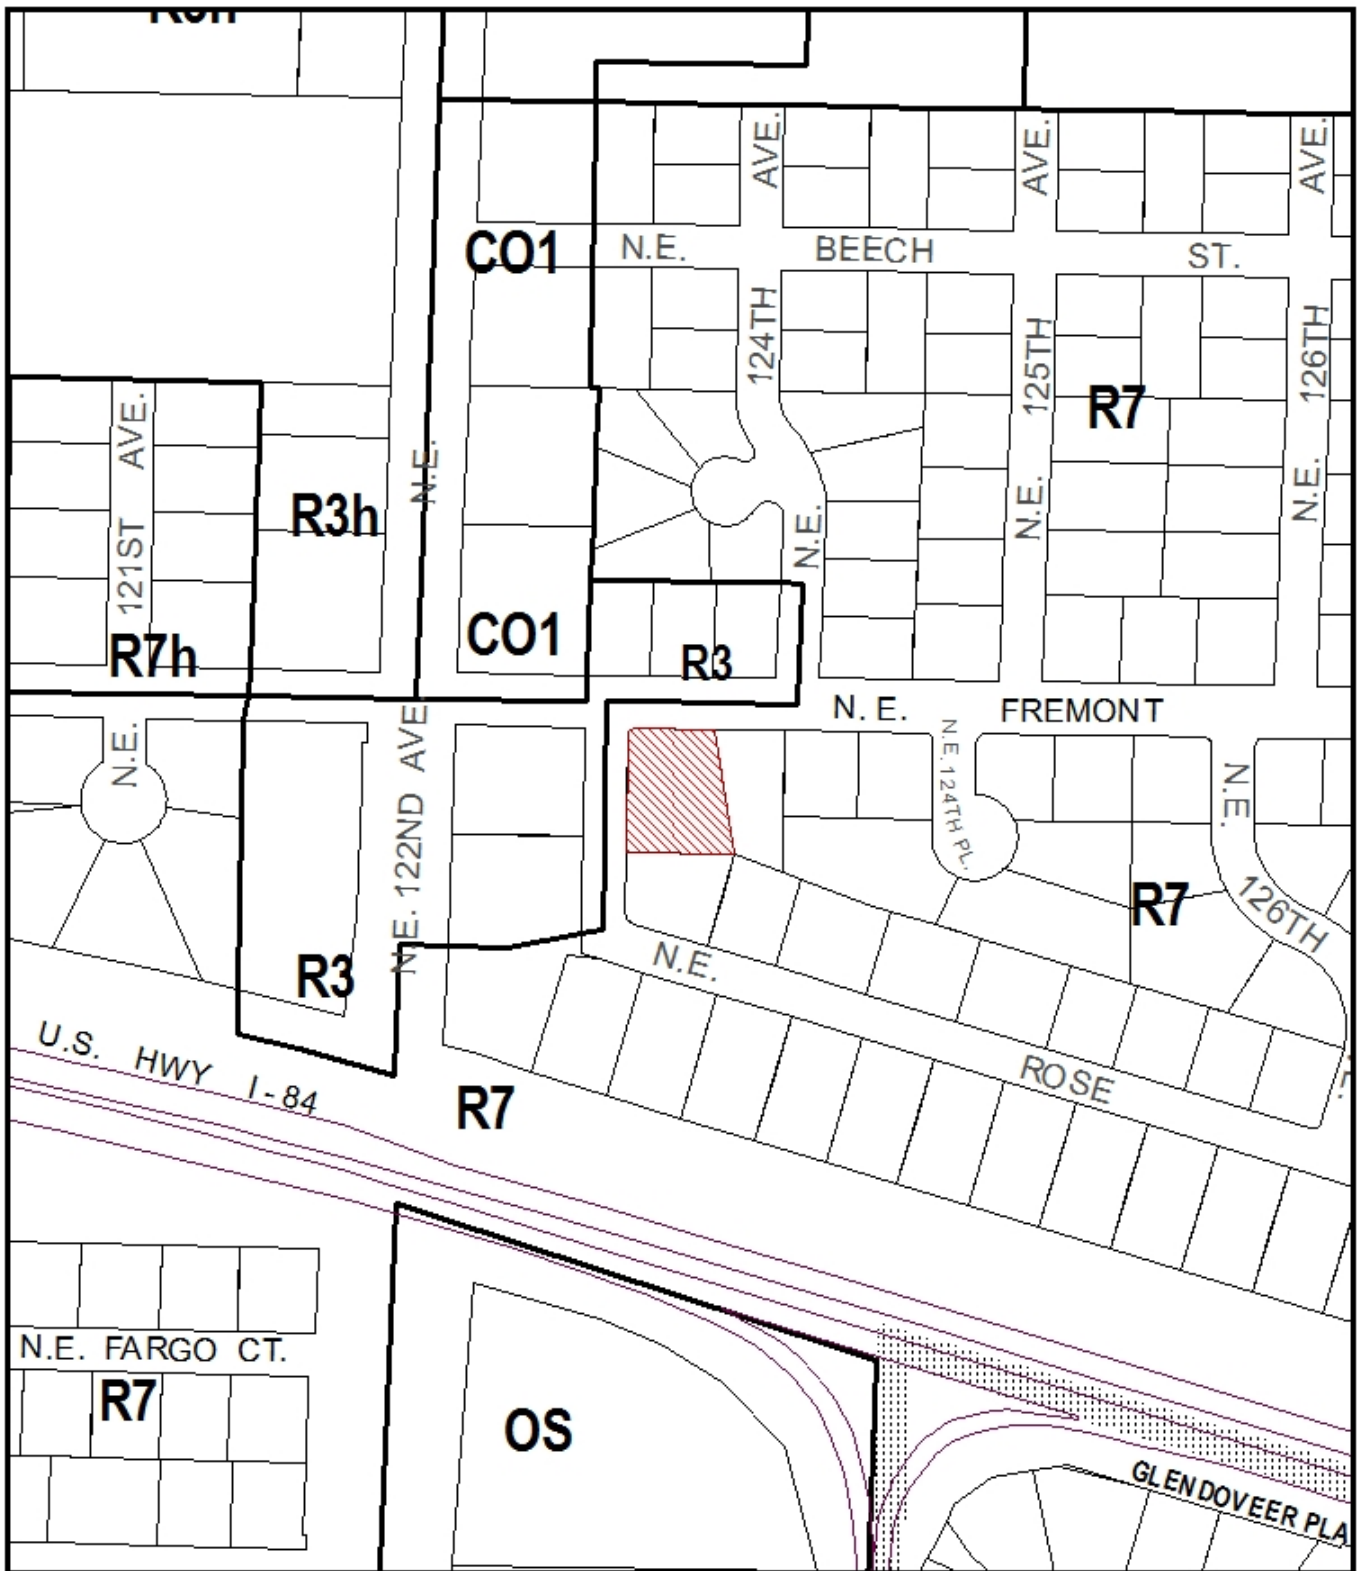 AVE.
AVE.
AVE.
CO1
N.E.
BEECH
ST.
124TH
125TH
126TH
R7
AVE.
N.E.
N.E.
N.E.
R3h
N.E.
121ST
CO1
R3
R7h
N.E.
FREMONT
N.E.
N.E. 122ND AVE
N.E. 124TH PL.
N.E.
R7
126TH
N.E.
R3
U.S. HWY I-84
ROSE
R7
N.E. FARGO CT.
R7
OS
GLENDOVEER PLA